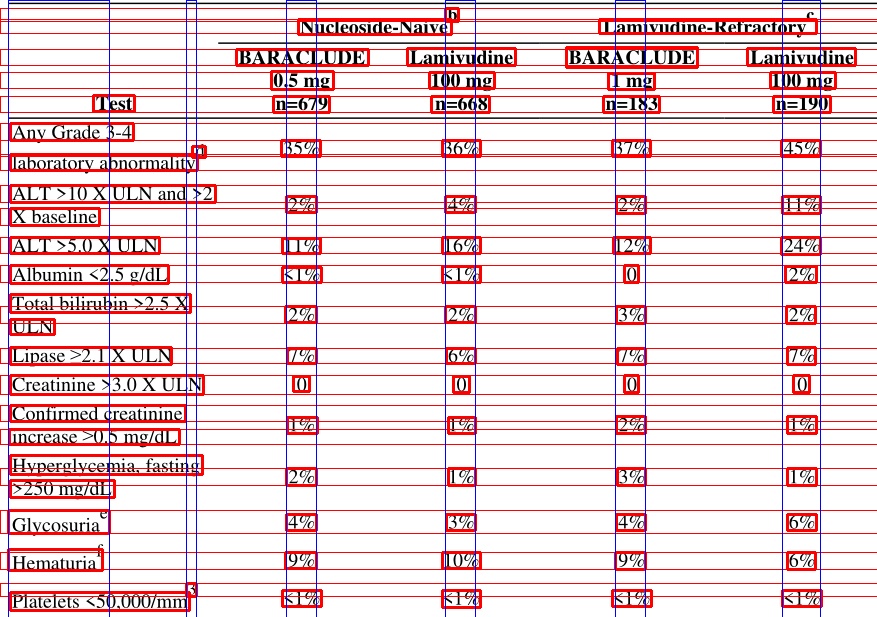 Nucleoside-Naïve b Lamivudine-Refractory c
BARACLUDE Lamivudine BARACLUDE Lamivudine
0.5 mg 100 mg 1 mg 100 mg
Test n=679 n=668 n=183 n=190
Any Grade 3-4
laboratory abnormality d 35% 36% 37% 45%
ALT >10 X ULN and >2
X baseline 2% 4% 2% 11%
ALT >5.0 X ULN 11% 16% 12% 24%
Albumin <2.5 g/dL <1% <1% 0 2%
Total bilirubin >2.5 X
ULN 2% 2% 3% 2%
Lipase >2.1 X ULN 7% 6% 7% 7%
Creatinine >3.0 X ULN 0 0 0 0
Confirmed creatinine
increase >0.5 mg/dL 1% 1% 2% 1%
Hyperglycemia, fasting
>250 mg/dL 2% 1% 3% 1%
Glycosuria e 4% 3% 4% 6%
Hematuria f 9% 10% 9% 6%
Platelets <50,000/mm 3 <1% <1% <1% <1%